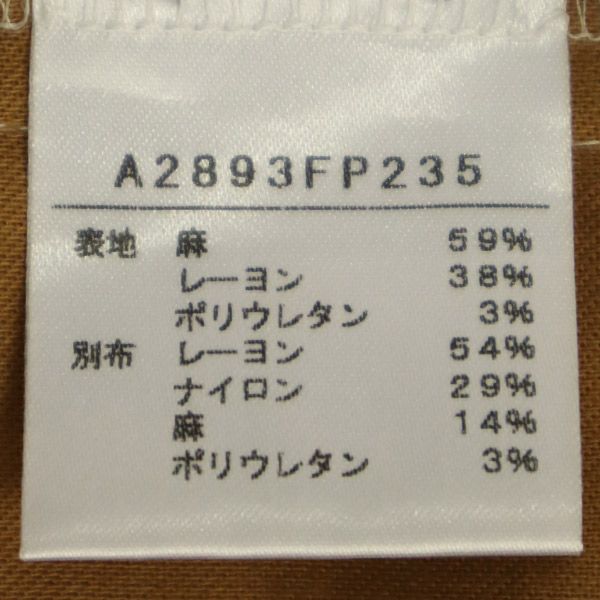 A2893FP235
表地 麻 59%
レーヨン 38%
ポリウレタン 3%
別布 レーヨン 54%
ナイロン 29%
麻 14%
ポリウレタン 3%